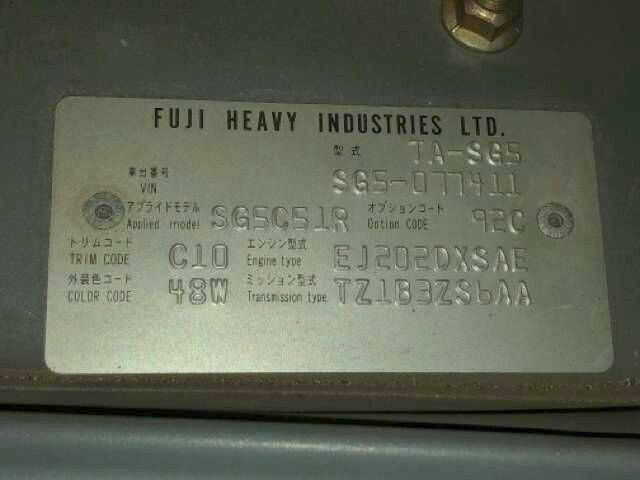 FUJI HEAVY INDUSTRIES LTD.
型式 TA-SG5
車台番号 VIN SG5-077411
アプライドモデル Applied model SG5C51R オプションコード Option CODE 92C
トリムコード TRIM CODE C10 エンジン型式 Engine type EJ202DXSAE
外装色コード COLOR CODE 48W ミッション型式 Transmission type TZ1B3ZS6AA